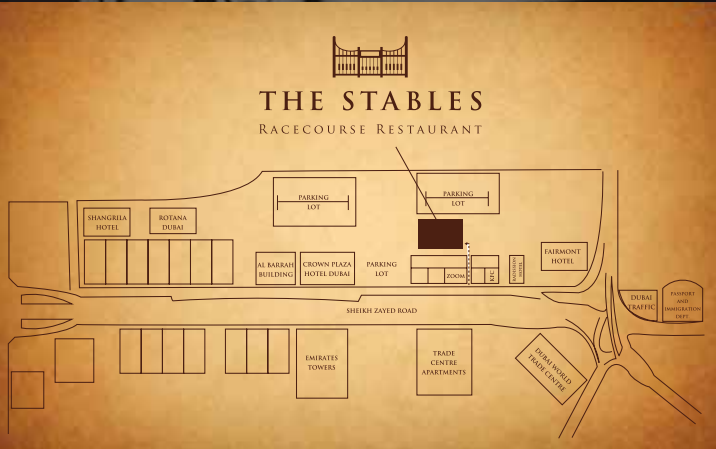 THE STABLES
RACECOURSE RESTAURANT
PARKING
LOT
PARKING
LOT
SHANGRILA
HOTEL
ROTANA
DUBAI
AL BARRAH
BUILDING
CROWN PLAZA
HOTEL DUBAI
PARKING
LOT
ZOOM
KFC
HOTEL
FAIRMONT
HOTEL
DUBAI
TRAFFIC
PASSPORT
AND
IMMIGRATION
DEPT.
SHEIKH ZAYED ROAD
EMIRATES
TOWERS
TRADE
CENTRE
APARTMENTS
DUBAI WORLD
TRADE CENTRE